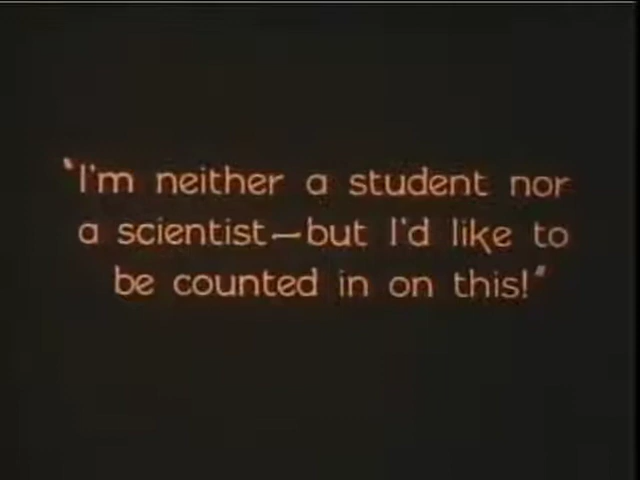 "I'm neither a student nor
a scientist—but I'd like to
be counted in on this!"